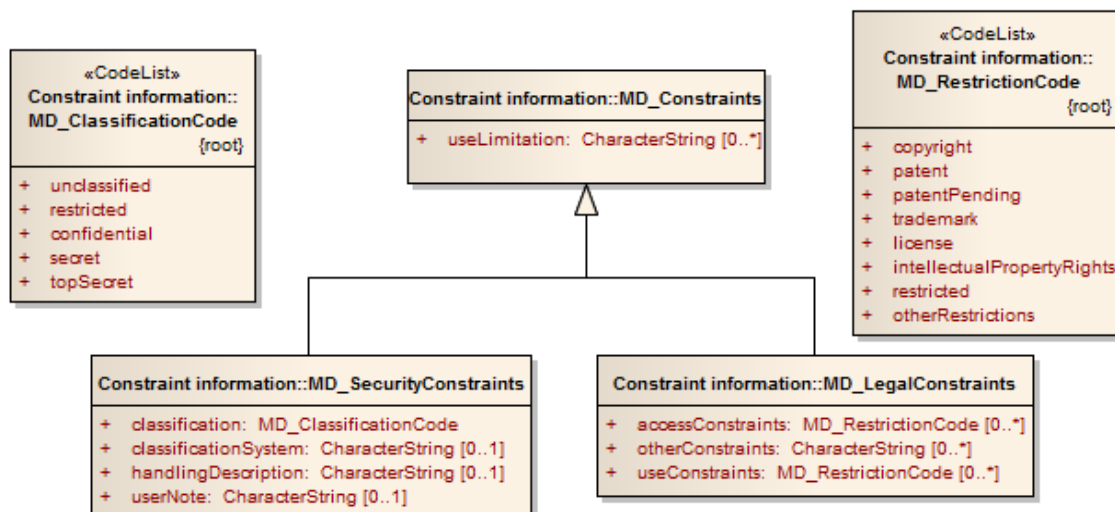 «CodeList»
Constraint information::
MD_ClassificationCode
{root}
+ unclassified
+ restricted
+ confidential
+ secret
+ topSecret
Constraint information::MD_Constraints
+ useLimitation: CharacterString [0..*]
«CodeList»
Constraint information::
MD_RestrictionCode
{root}
+ copyright
+ patent
+ patentPending
+ trademark
+ license
+ intellectualPropertyRights
+ restricted
+ otherRestrictions
Constraint information::MD_SecurityConstraints
+ classification: MD_ClassificationCode
+ classificationSystem: CharacterString [0..1]
+ handlingDescription: CharacterString [0..1]
+ userNote: CharacterString [0..1]
Constraint information::MD_LegalConstraints
+ accessConstraints: MD_RestrictionCode [0..*]
+ otherConstraints: CharacterString [0..*]
+ useConstraints: MD_RestrictionCode [0..*]